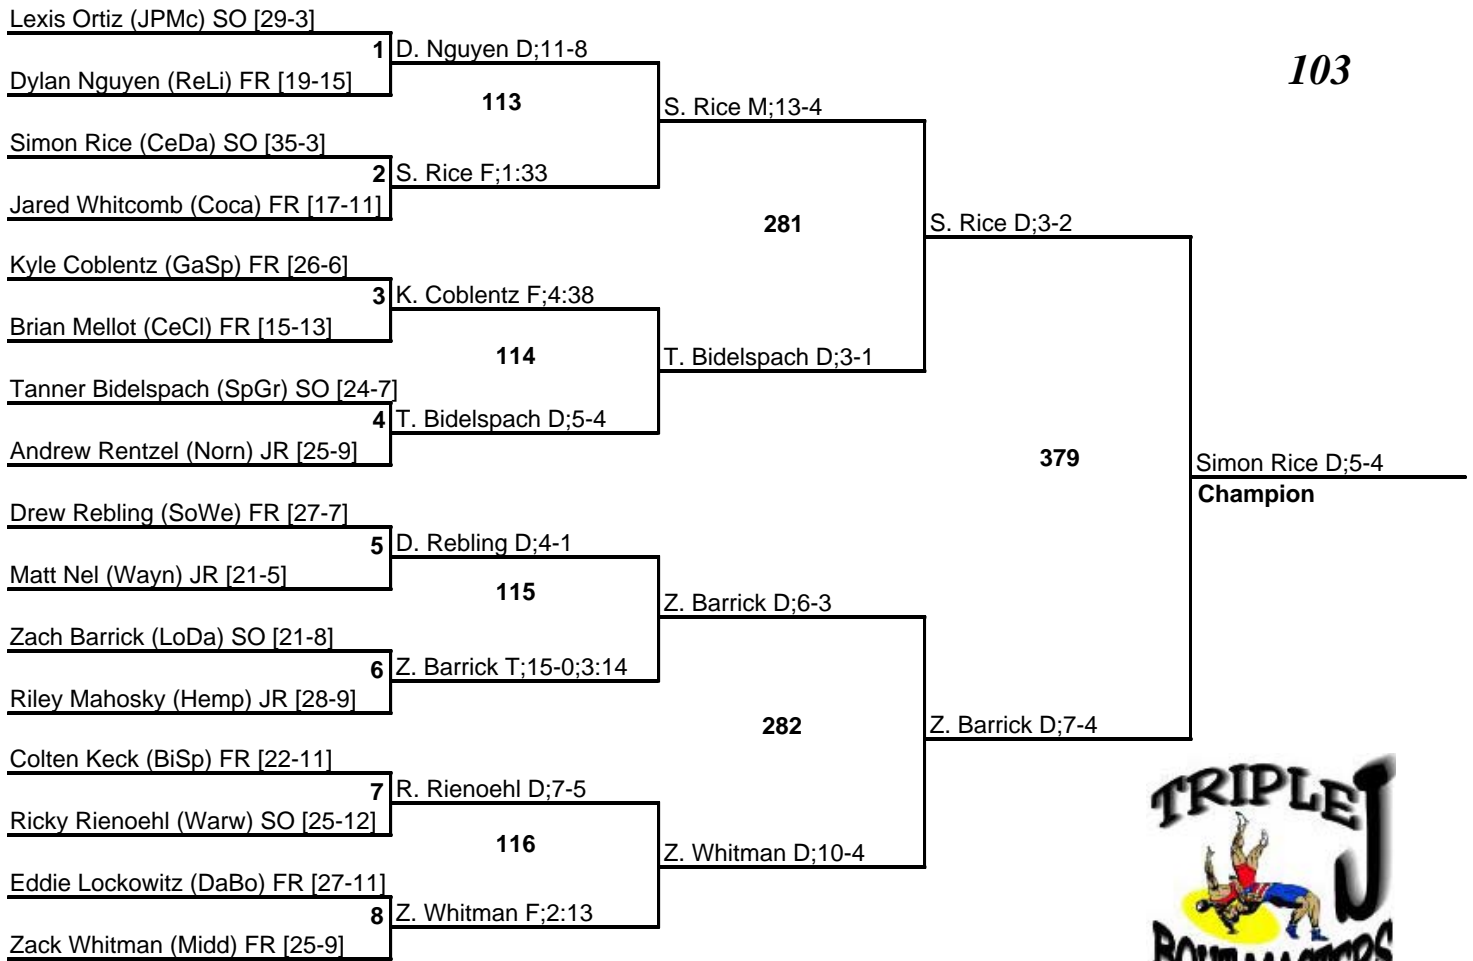 Lexis Ortiz (JPMc) SO [29-3]
1 D. Nguyen D;11-8
103
Dylan Nguyen (ReLi) FR [19-15]
113
S. Rice M;13-4
Simon Rice (CeDa) SO [35-3]
2 S. Rice F;1:33
Jared Whitcomb (Coca) FR [17-11]
281
S. Rice D;3-2
Kyle Coblentz (GaSp) FR [26-6]
3 K. Coblentz F;4:38
Brian Mellot (CeCl) FR [15-13]
114
T. Bidelspach D;3-1
Tanner Bidelspach (SpGr) SO [24-7]
4 T. Bidelspach D;5-4
Andrew Rentzel (Norn) JR [25-9]
379
Simon Rice D;5-4
Champion
Drew Rebling (SoWe) FR [27-7]
5 D. Rebling D;4-1
Matt Nel (Wayn) JR [21-5]
115
Z. Barrick D;6-3
Zach Barrick (LoDa) SO [21-8]
6 Z. Barrick T;15-0;3:14
Riley Mahosky (Hemp) JR [28-9]
282
Z. Barrick D;7-4
Colten Keck (BiSp) FR [22-11]
7 R. Rienoehl D;7-5
Ricky Rienoehl (Warw) SO [25-12]
116
Z. Whitman D;10-4
Eddie Lockowitz (DaBo) FR [27-11]
8 Z. Whitman F;2:13
Zack Whitman (Midd) FR [25-9]
TRIPLE J
BOUT MASTERS